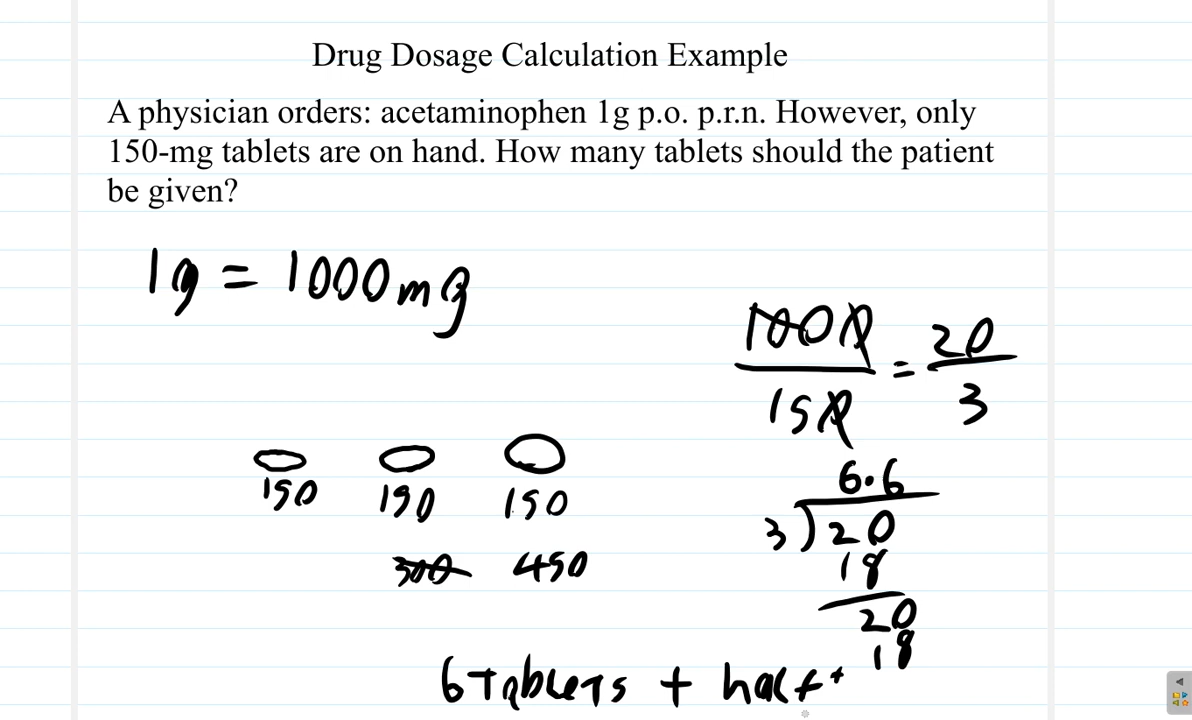 Drug Dosage Calculation Example
A physician orders: acetaminophen 1g p.o. p.r.n. However, only
150-mg tablets are on hand. How many tablets should the patient
be given?
1g = 1000mg
1000/150 = 20/3
150 150 150
300 450
6.6
3)20
18
20
18
6 Tablets + half